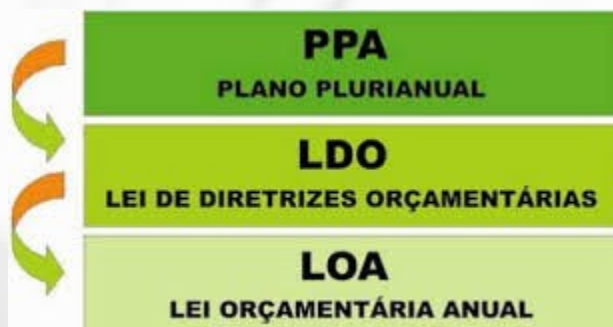 PPA
PLANO PLURIANUAL
LDO
LEI DE DIRETRIZES ORÇAMENTÁRIAS
LOA
LEI ORÇAMENTÁRIA ANUAL